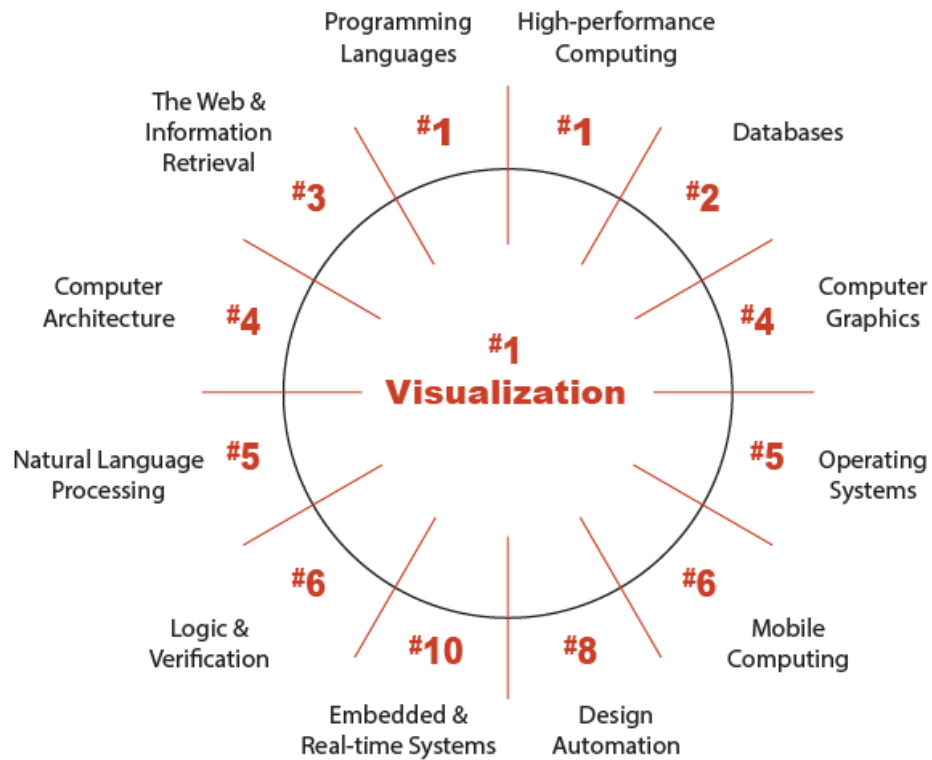 Programming
Languages
#1
High-performance
Computing
#1
Databases
#2
Computer
Graphics
#4
Operating
Systems
#5
Mobile
Computing
#6
Design
Automation
#8
Embedded &
Real-time Systems
#10
Logic &
Verification
#6
Natural Language
Processing
#5
Computer
Architecture
#4
The Web &
Information
Retrieval
#3
#1
Visualization